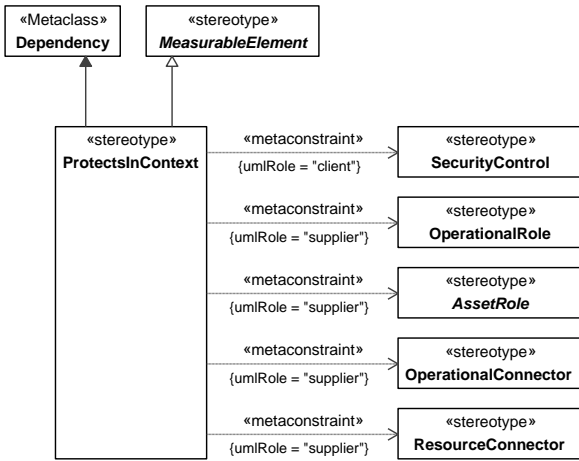 «Metaclass»
Dependency
«stereotype»
MeasurableElement
«stereotype»
ProtectsInContext
«metaconstraint»
{umlRole = "client"}
«stereotype»
SecurityControl
«metaconstraint»
{umlRole = "supplier"}
«stereotype»
OperationalRole
«metaconstraint»
{umlRole = "supplier"}
«stereotype»
AssetRole
«metaconstraint»
{umlRole = "supplier"}
«stereotype»
OperationalConnector
«metaconstraint»
{umlRole = "supplier"}
«stereotype»
ResourceConnector